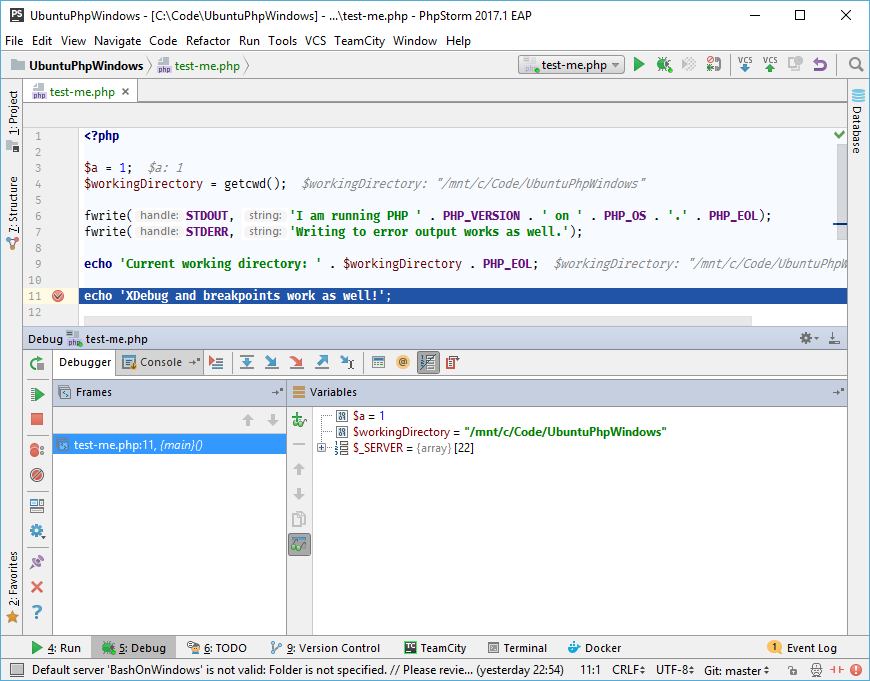 UbuntuPhpWindows - [C:\Code\UbuntuPhpWindows] - ...\test-me.php - PhpStorm 2017.1 EAP
File Edit View Navigate Code Refactor Run Tools VCS TeamCity Window Help
UbuntuPhpWindows test-me.php test-me.php VCS VCS
test-me.php
1: Project
7: Structure
2: Favorites
Database
1 <?php
2
3 $a = 1; $a: 1
4 $workingDirectory = getcwd(); $workingDirectory: "/mnt/c/Code/UbuntuPhpWindows"
5
6 fwrite( handle: STDOUT, string: 'I am running PHP ' . PHP_VERSION . ' on ' . PHP_OS . '.' . PHP_EOL);
7 fwrite( handle: STDERR, string: 'Writing to error output works as well.');
8
9 echo 'Current working directory: ' . $workingDirectory . PHP_EOL; $workingDirectory: "/mnt/c/Code/UbuntuPhpW
10
11 echo 'XDebug and breakpoints work as well!';
12
Debug test-me.php
Debugger Console
Frames
Variables
test-me.php:11, {main}()
$a = 1
$workingDirectory = "/mnt/c/Code/UbuntuPhpWindows"
$_SERVER = {array} [22]
4: Run 5: Debug 6: TODO 9: Version Control TeamCity Terminal Docker 1 Event Log
Default server 'BashOnWindows' is not valid: Folder is not specified. // Please revie... (yesterday 22:54) 11:1 CRLF UTF-8 Git: master